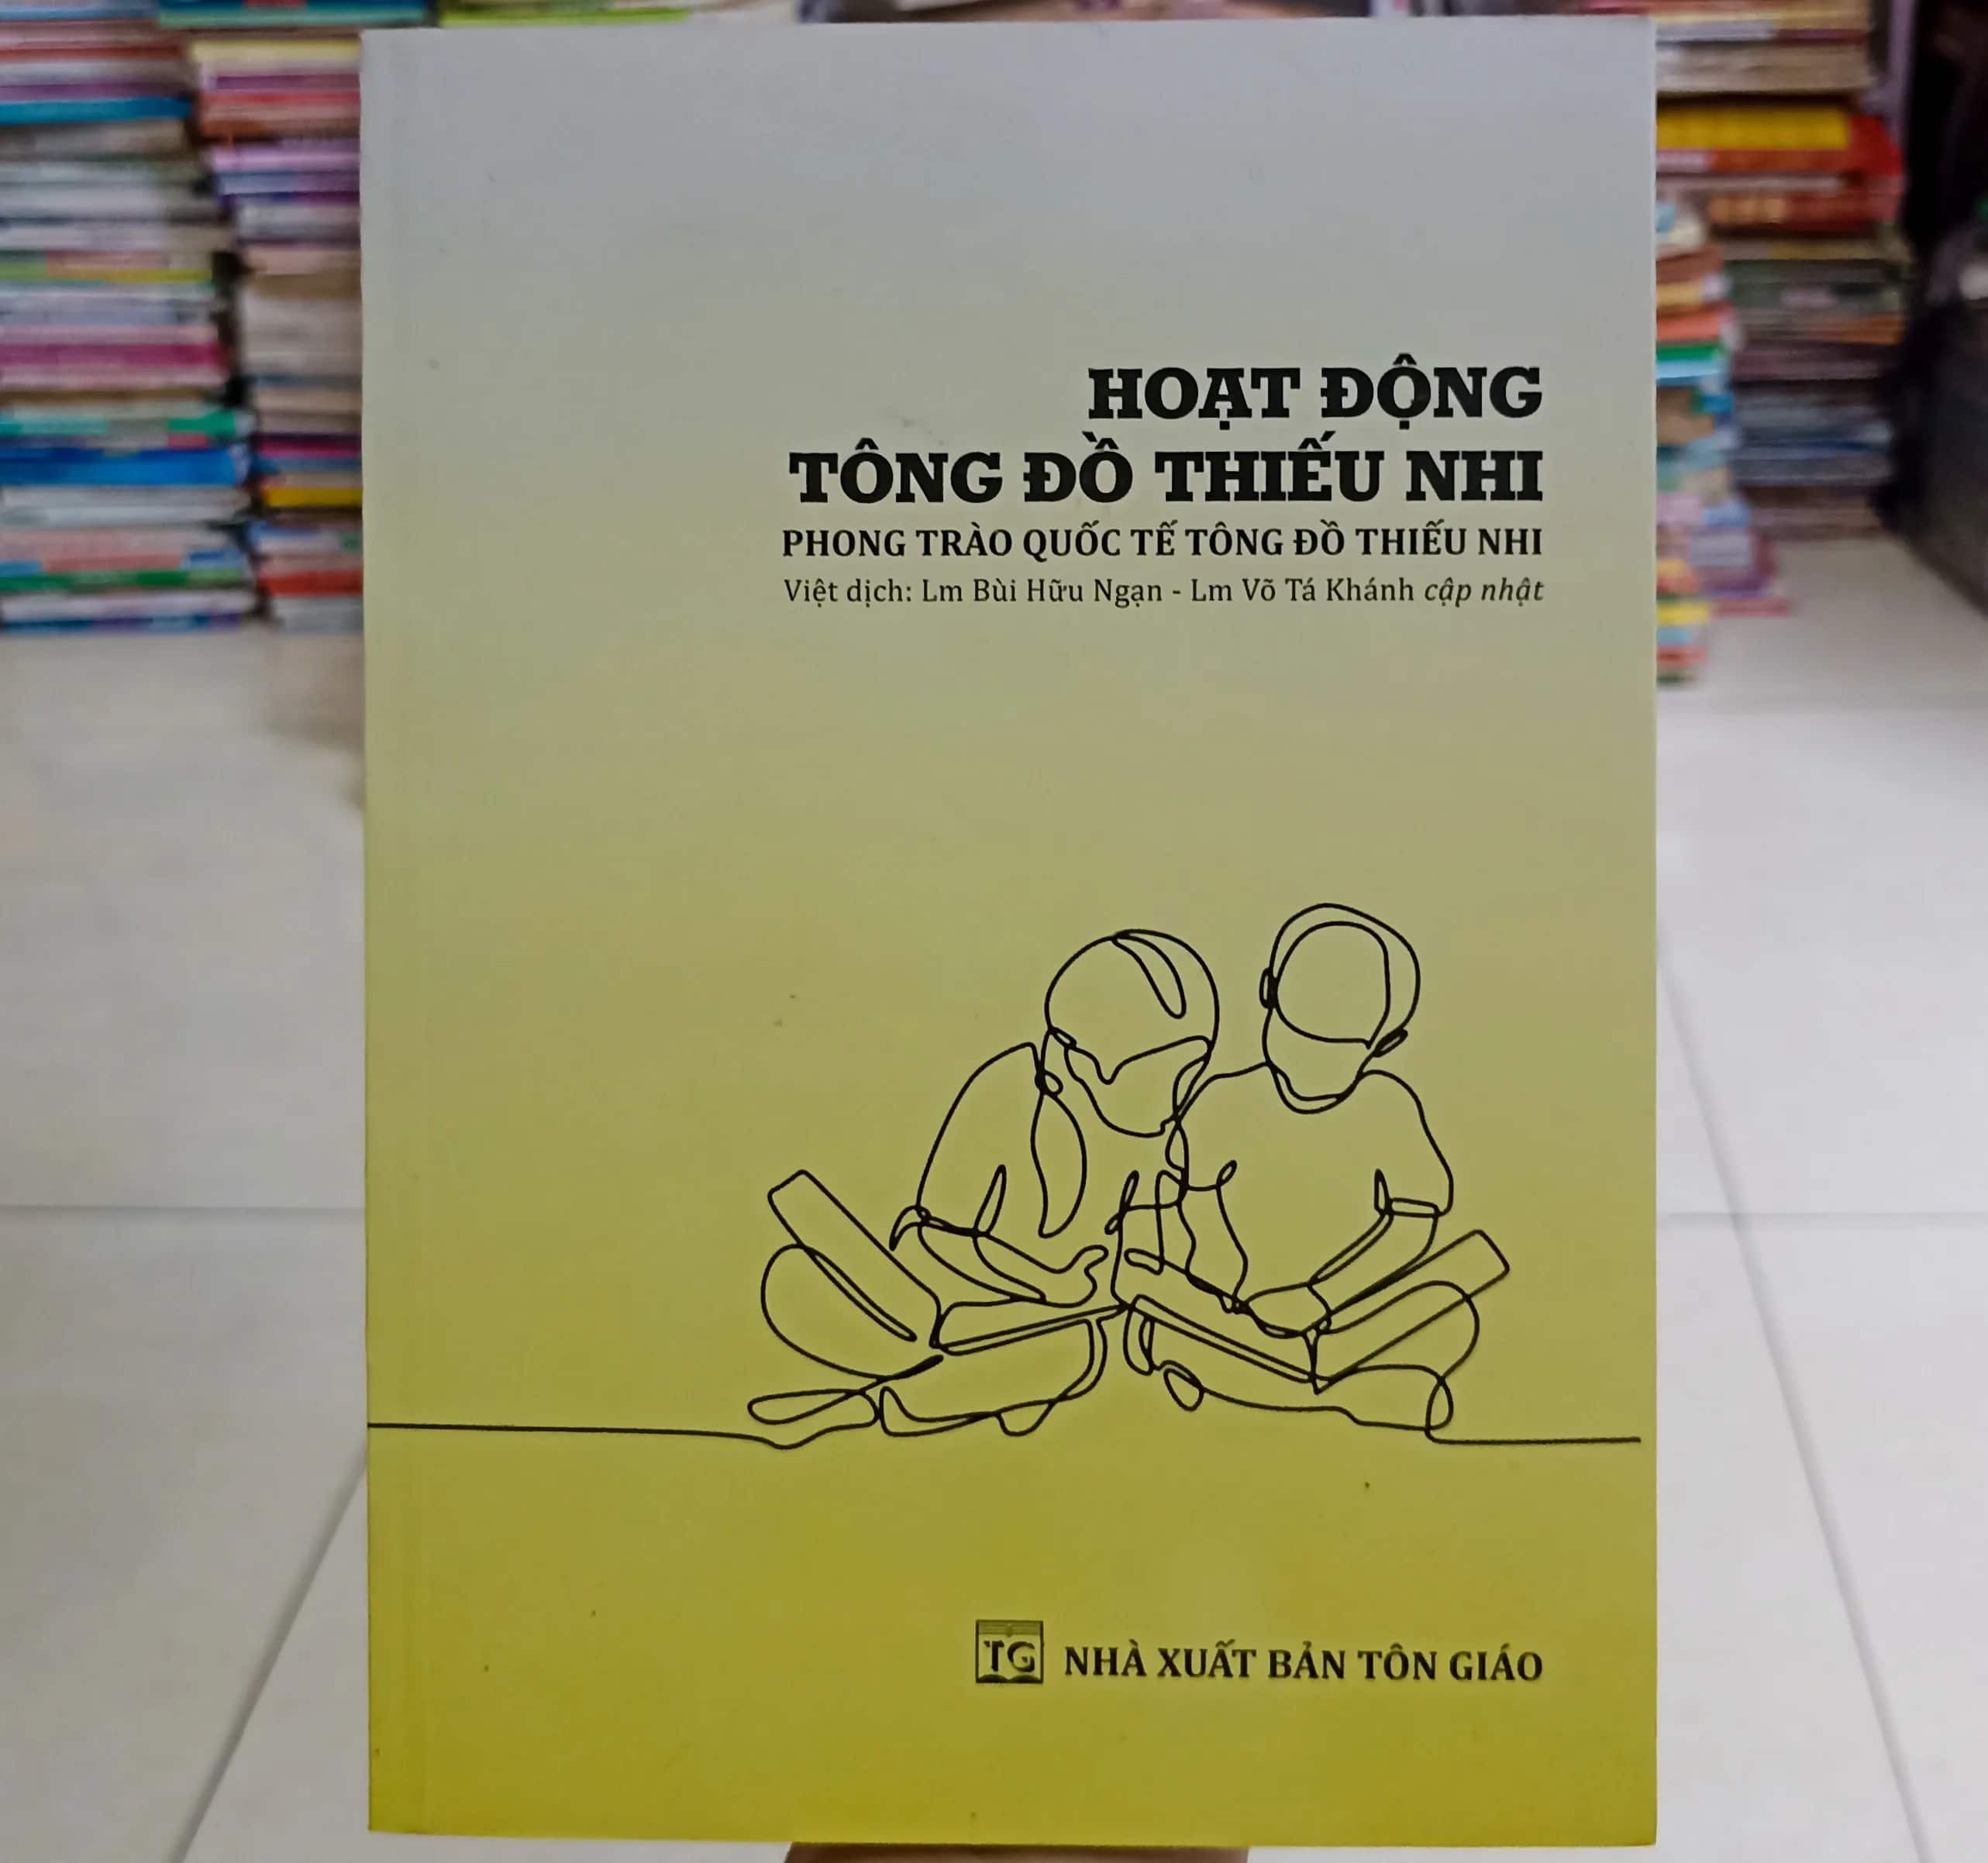 HOẠT ĐỘNG
TÔNG ĐỒ THIẾU NHI
PHONG TRÀO QUỐC TẾ TÔNG ĐỒ THIẾU NHI
Việt dịch: Lm Bùi Hữu Ngạn - Lm Võ Tá Khánh cập nhật
TG NHÀ XUẤT BẢN TÔN GIÁO